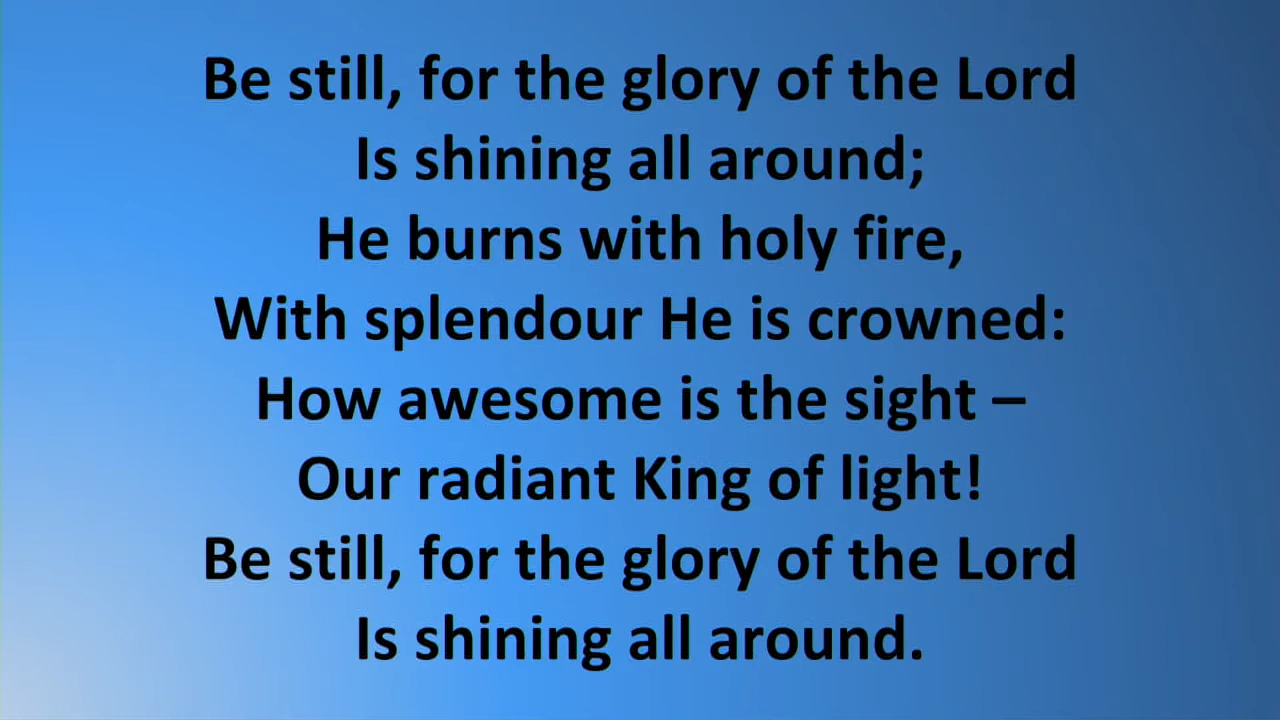 Be still, for the glory of the Lord
Is shining all around;
He burns with holy fire,
With splendour He is crowned:
How awesome is the sight –
Our radiant King of light!
Be still, for the glory of the Lord
Is shining all around.